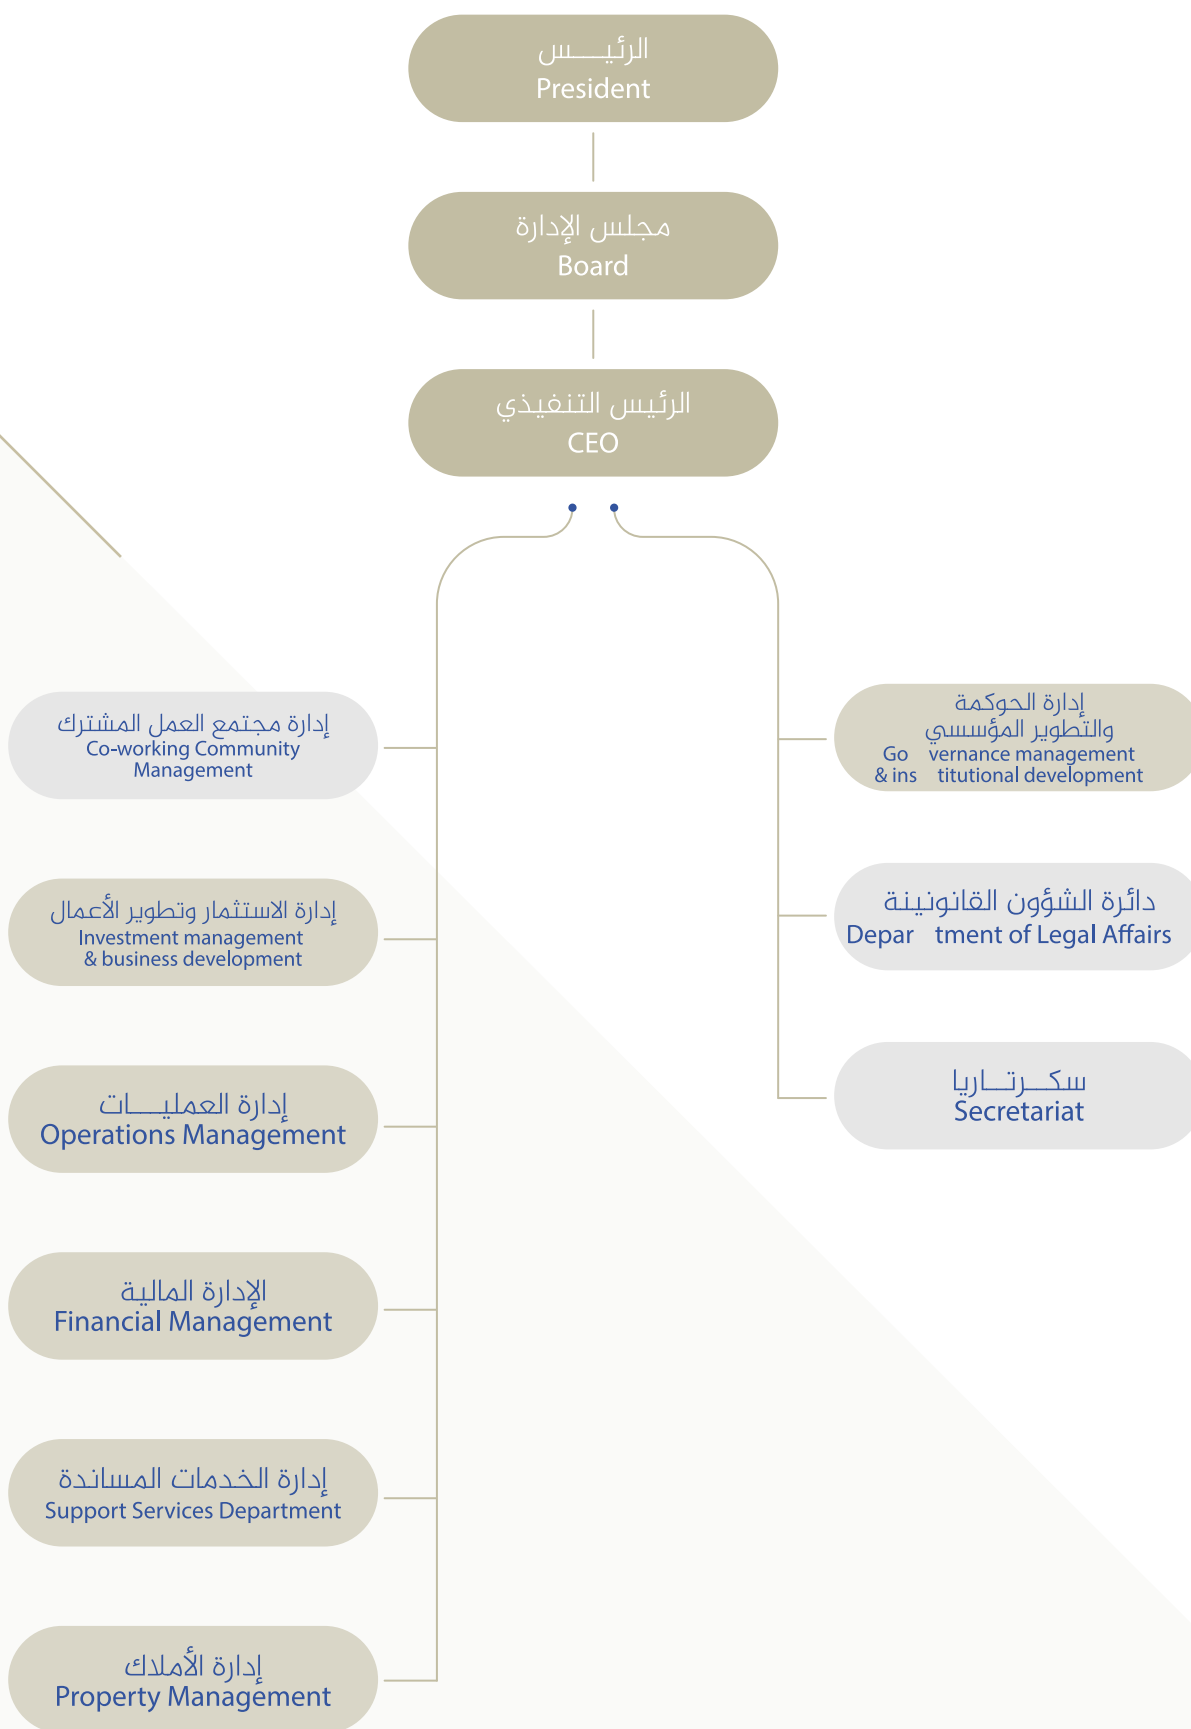 الرئيـــــس
President
مجلس الإدارة
Board
الرئيس التنفيذي
CEO
إدارة مجتمع العمل المشترك
Co-working Community
Management
إدارة الاستثمار وتطوير الأعمال
Investment management
& business development
إدارة العمليـــــات
Operations Management
الإدارة المالية
Financial Management
إدارة الخدمات المساندة
Support Services Department
إدارة الأملاك
Property Management
إدارة الحوكمة
والتطوير المؤسسي
Go vernance management
& ins titutional development
دائرة الشؤون القانونينة
Depar tment of Legal Affairs
سكـــرتـــاريا
Secretariat